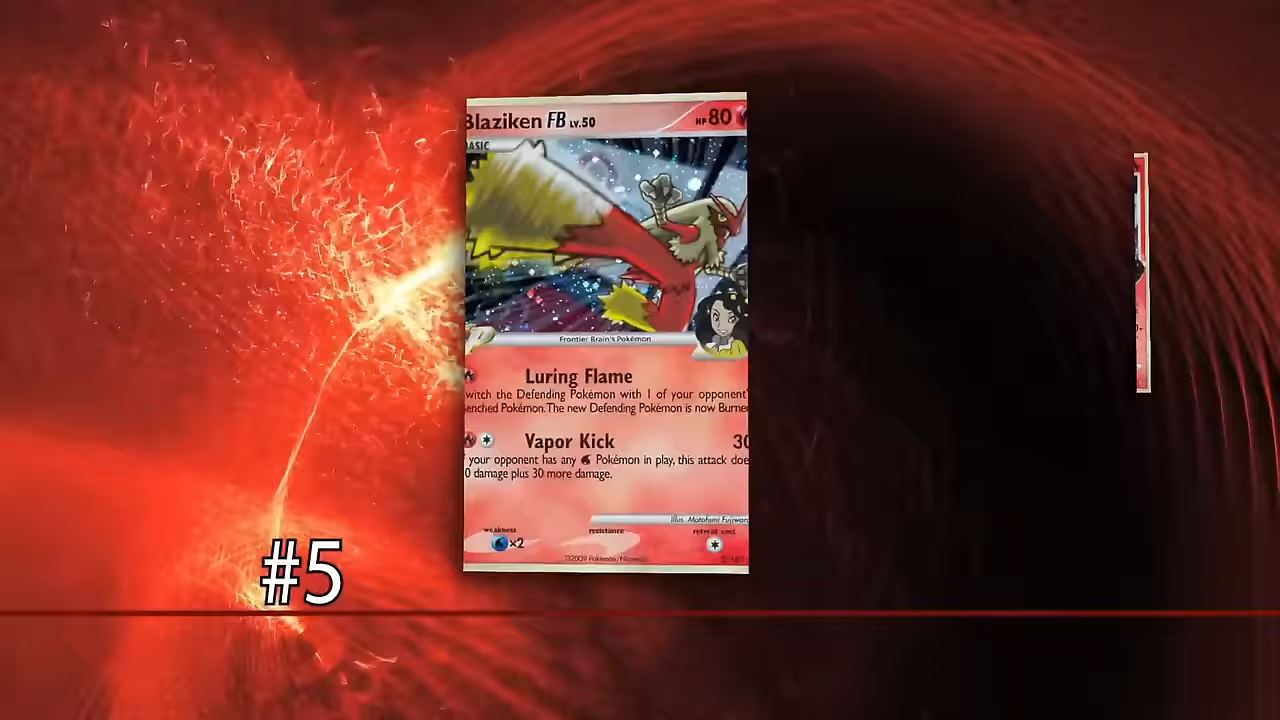 Blaziken FB LV.50 HP 80
BASIC
Frontier Brain's Pokémon
Luring Flame
witch the Defending Pokémon with 1 of your opponent'
enched Pokémon. The new Defending Pokémon is now Burne
Vapor Kick 30
your opponent has any Pokémon in play, this attack doe
0 damage plus 30 more damage.
Illus. Motofumi Fujiwara
weakness resistance retreat cost
×2
©2009 Pokémon/Nintendo
#5